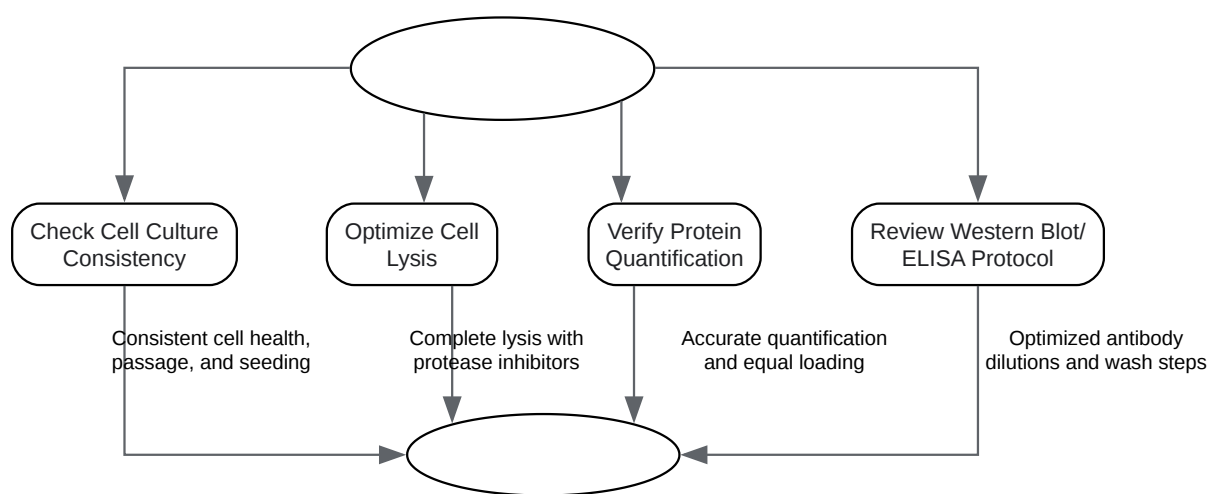 Check Cell Culture
Consistency
Optimize Cell
Lysis
Verify Protein
Quantification
Review Western Blot/
ELISA Protocol
Consistent cell health,
passage, and seeding
Complete lysis with
protease inhibitors
Accurate quantification
and equal loading
Optimized antibody
dilutions and wash steps